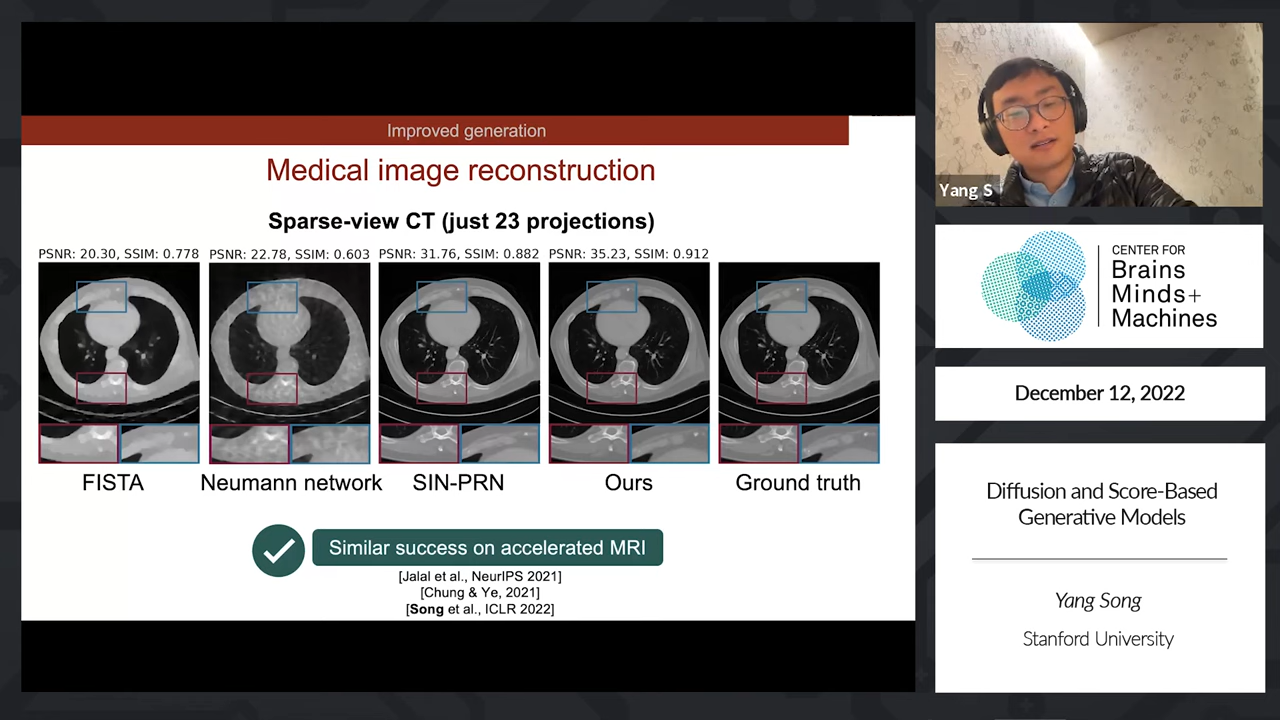 Improved generation
Medical image reconstruction
Sparse-view CT (just 23 projections)
PSNR: 20.30, SSIM: 0.778
PSNR: 22.78, SSIM: 0.603
PSNR: 31.76, SSIM: 0.882
PSNR: 35.23, SSIM: 0.912
FISTA
Neumann network
SIN-PRN
Ours
Ground truth
Similar success on accelerated MRI
[Jalal et al., NeurIPS 2021]
[Chung & Ye, 2021]
[Song et al., ICLR 2022]
Yang S
CENTER FOR
Brains
Minds+
Machines
December 12, 2022
Diffusion and Score-Based
Generative Models
Yang Song
Stanford University